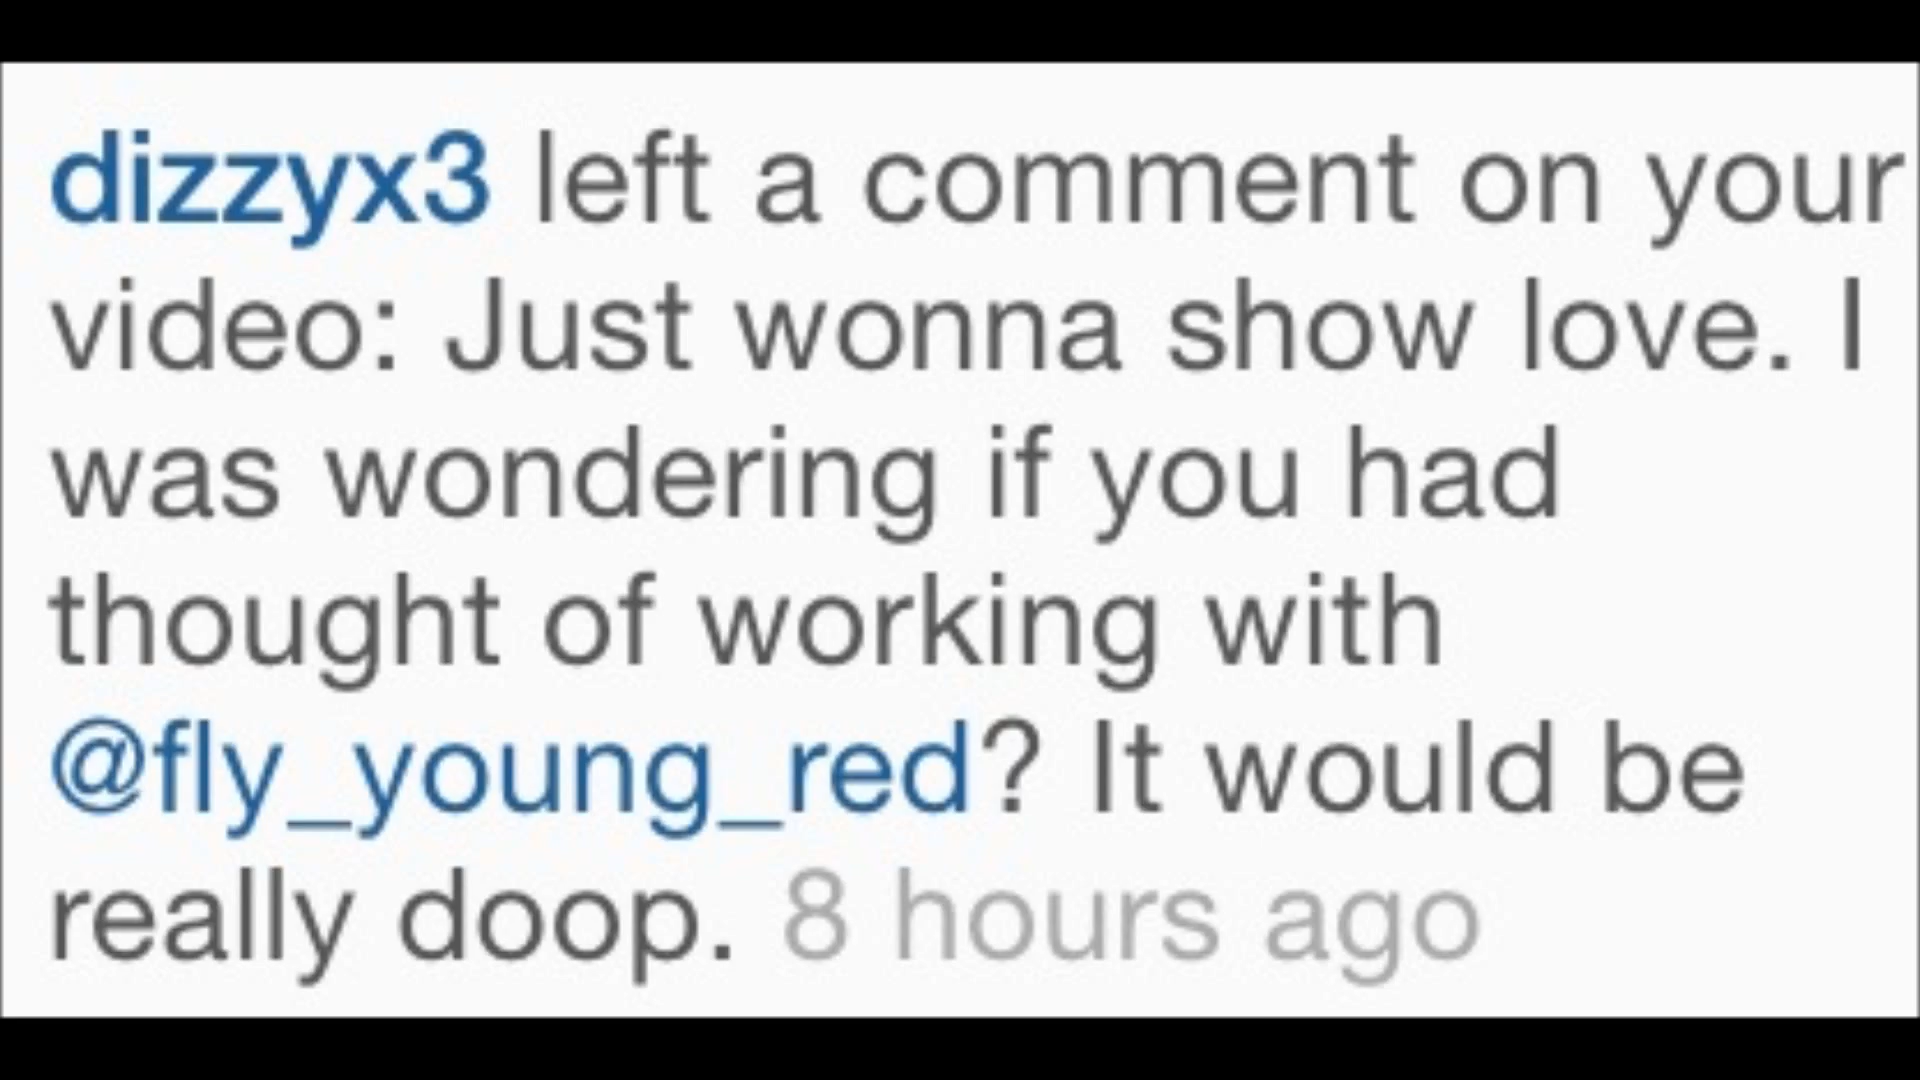 dizzyx3 left a comment on your
video: Just wonna show love. I
was wondering if you had
thought of working with
@fly_young_red? It would be
really doop. 8 hours ago